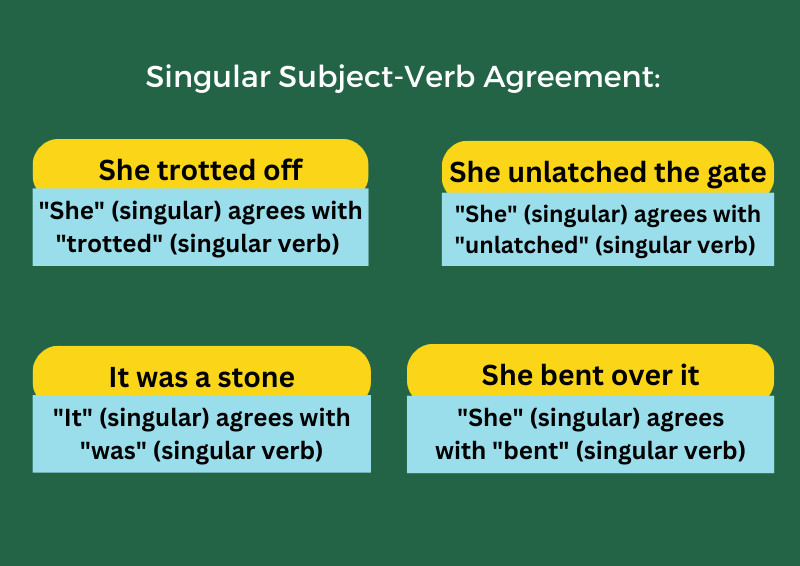 Singular Subject-Verb Agreement:
She trotted off
"She" (singular) agrees with
"trotted" (singular verb)
She unlatched the gate
"She" (singular) agrees with
"unlatched" (singular verb)
It was a stone
"It" (singular) agrees with
"was" (singular verb)
She bent over it
"She" (singular) agrees
with "bent" (singular verb)